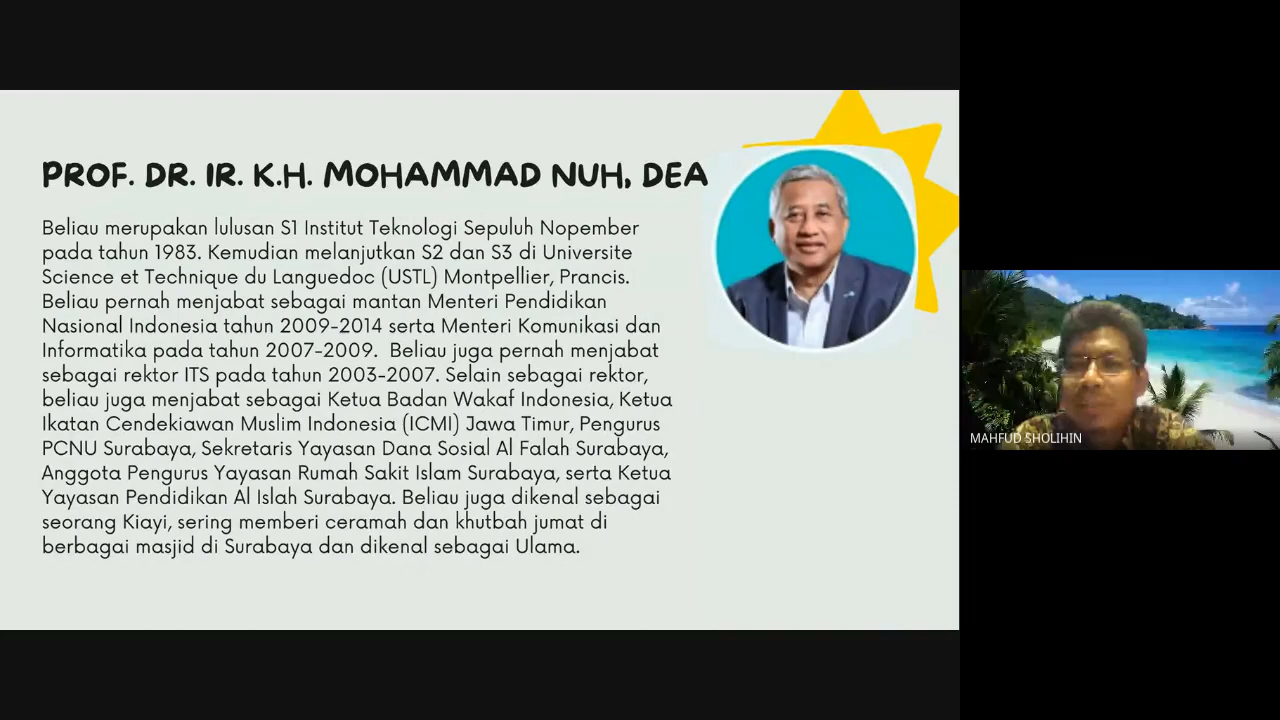 PROF. DR. IR. K.H. MOHAMMAD NUH, DEA
Beliau merupakan lulusan S1 Institut Teknologi Sepuluh Nopember
pada tahun 1983. Kemudian melanjutkan S2 dan S3 di Universite
Science et Technique du Languedoc (USTL) Montpellier, Prancis.
Beliau pernah menjabat sebagai mantan Menteri Pendidikan
Nasional Indonesia tahun 2009-2014 serta Menteri Komunikasi dan
Informatika pada tahun 2007-2009.  Beliau juga pernah menjabat
sebagai rektor ITS pada tahun 2003-2007. Selain sebagai rektor,
beliau juga menjabat sebagai Ketua Badan Wakaf Indonesia, Ketua
Ikatan Cendekiawan Muslim Indonesia (ICMI) Jawa Timur, Pengurus
PCNU Surabaya, Sekretaris Yayasan Dana Sosial Al Falah Surabaya,
Anggota Pengurus Yayasan Rumah Sakit Islam Surabaya, serta Ketua
Yayasan Pendidikan Al Islah Surabaya. Beliau juga dikenal sebagai
seorang Kiayi, sering memberi ceramah dan khutbah jumat di
berbagai masjid di Surabaya dan dikenal sebagai Ulama.
MAHFUD SHOLIHIN